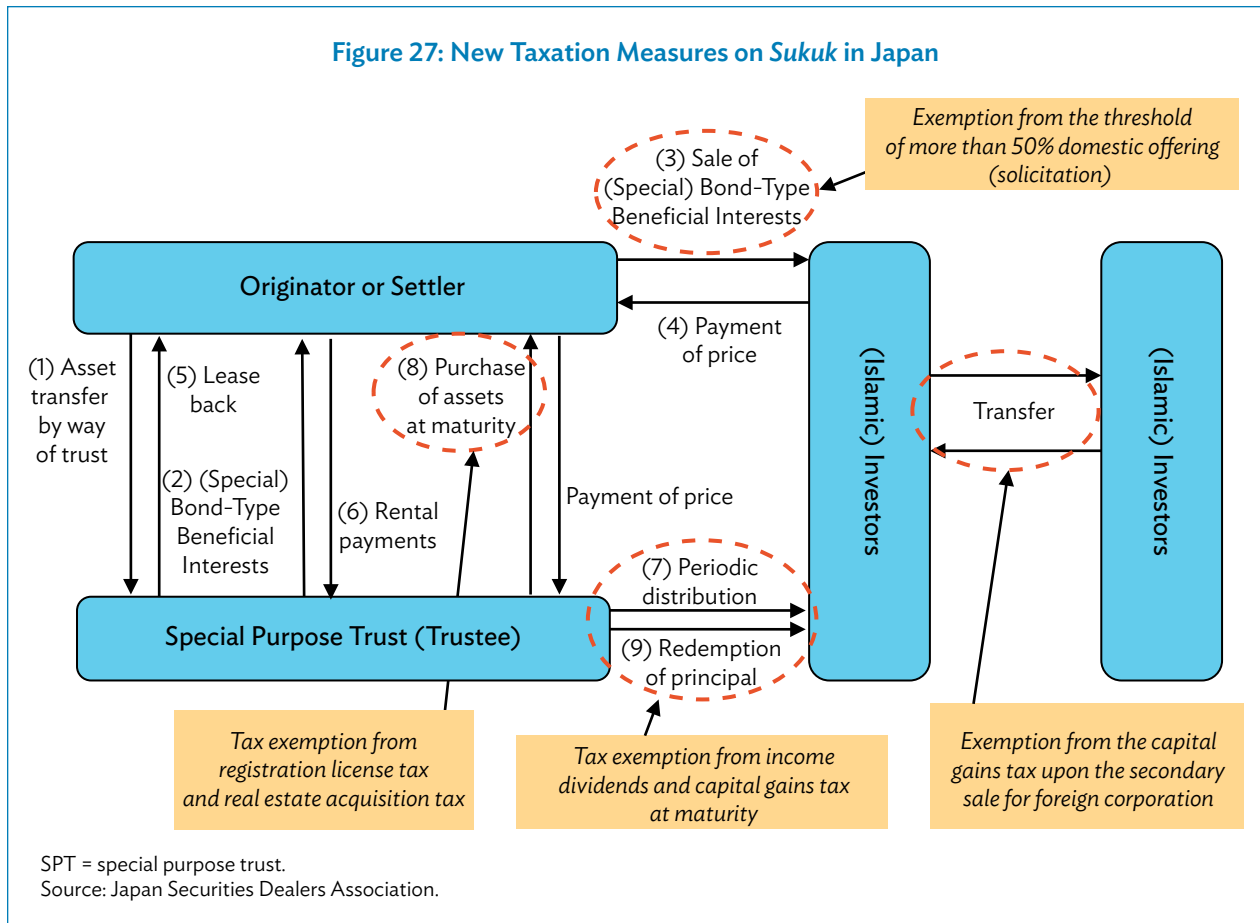 Figure 27: New Taxation Measures on Sukuk in Japan
Exemption from the threshold
of more than 50% domestic offering
(solicitation)
(3) Sale of
(Special) Bond-Type
Beneficial Interests
Originator or Settler
(4) Payment
of price
(1) Asset
transfer
by way
of trust
(5) Lease
back
(2) (Special)
Bond-Type
Beneficial
Interests
(6) Rental
payments
(8) Purchase
of assets
at maturity
Payment of price
(7) Periodic
distribution
(9) Redemption
of principal
Special Purpose Trust (Trustee)
(Islamic) Investors
Transfer
(Islamic) Investors
Tax exemption from
registration license tax
and real estate acquisition tax
Tax exemption from income
dividends and capital gains tax
at maturity
Exemption from the capital
gains tax upon the secondary
sale for foreign corporation
SPT = special purpose trust.
Source: Japan Securities Dealers Association.